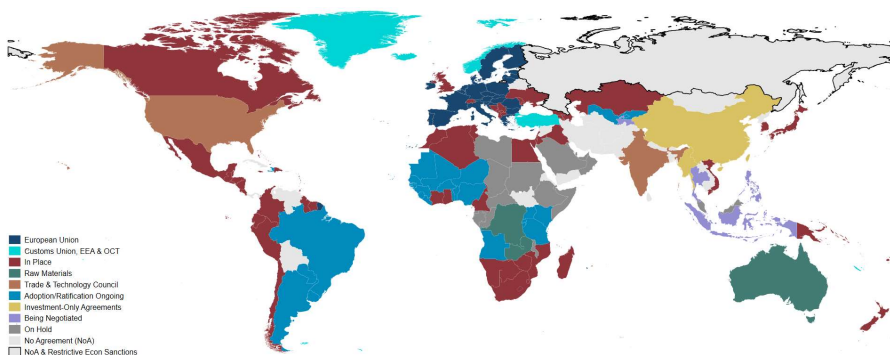 European Union
Customs Union, EEA & OCT
In Place
Raw Materials
Trade & Technology Council
Adoption/Ratification Ongoing
Investment-Only Agreements
Being Negotiated
On Hold
No Agreement (NoA)
NoA & Restrictive Econ Sanctions